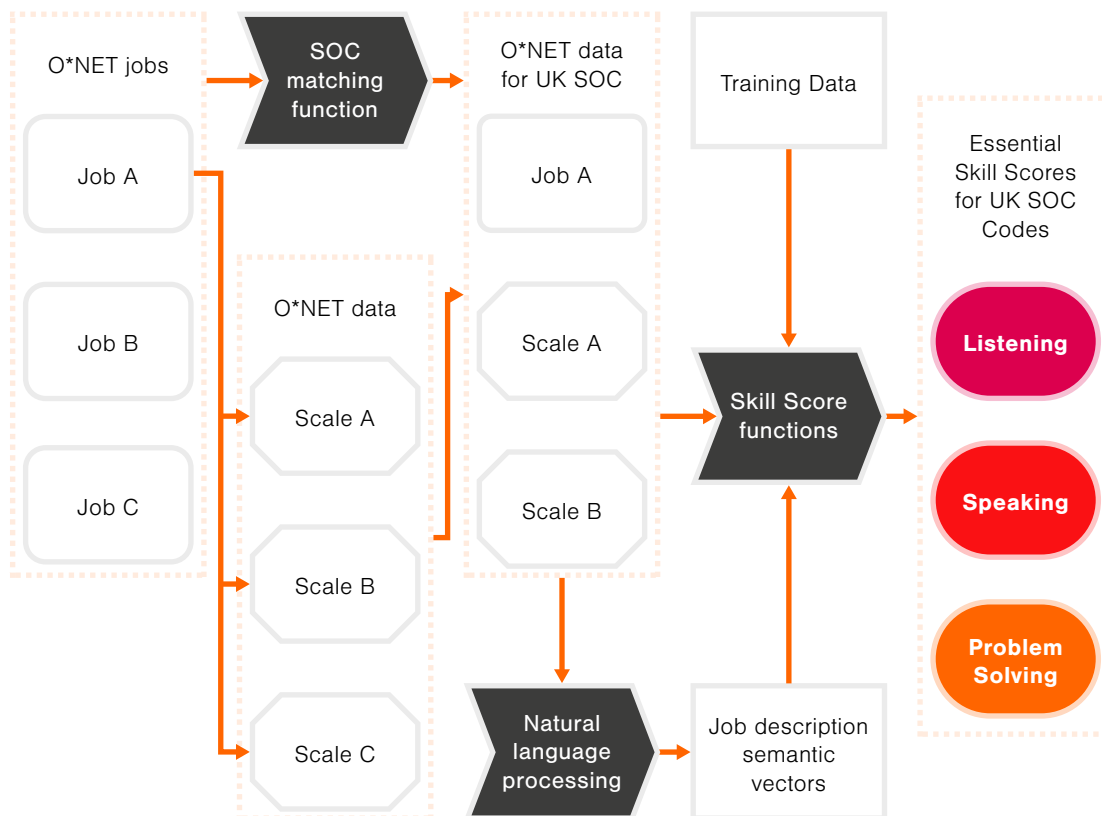 O*NET jobs
Job A
Job B
Job C
SOC
matching
function
O*NET data
Scale A
Scale B
Scale C
O*NET data
for UK SOC
Job A
Scale A
Scale B
Natural
language
processing
Training Data
Skill Score
functions
Job description
semantic
vectors
Essential
Skill Scores
for UK SOC
Codes
Listening
Speaking
Problem
Solving